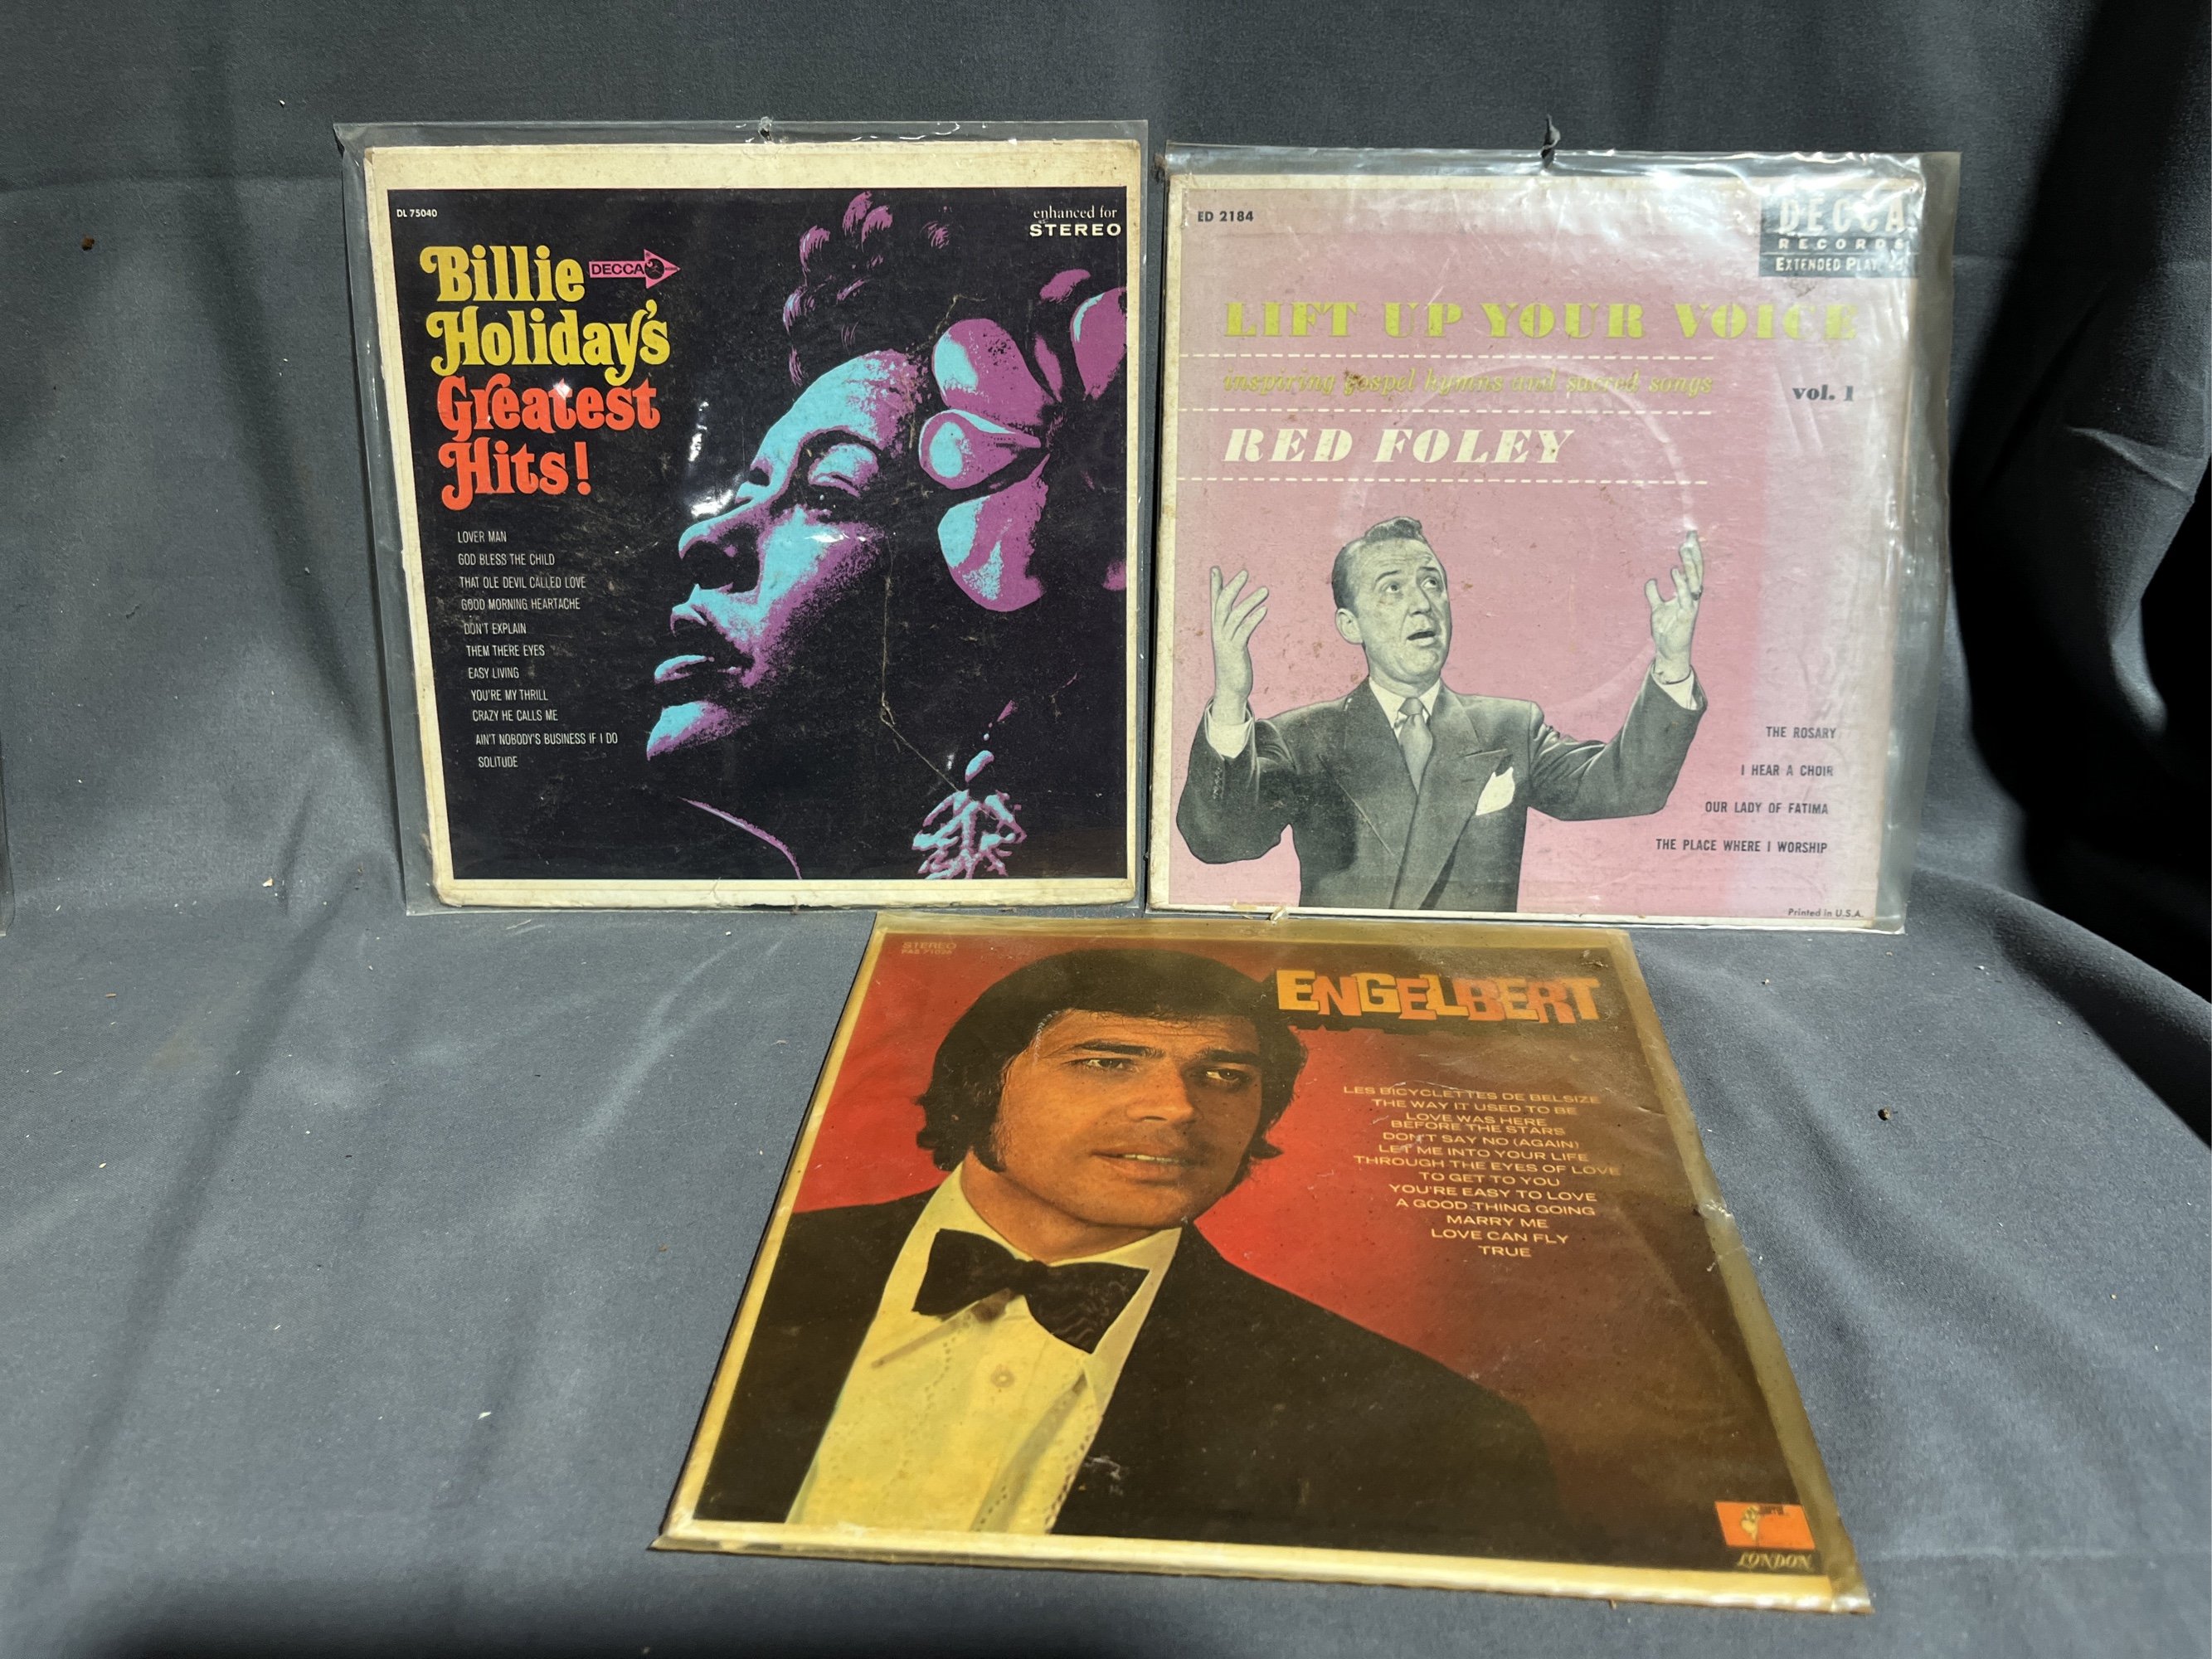 DL 75040
enhanced for
STEREO
Billie
DECCA
Holiday's
Greatest
Hits!
LOVER MAN
GOD BLESS THE CHILD
THAT OLE DEVIL CALLED LOVE
GOOD MORNING HEARTACHE
DON'T EXPLAIN
THEM THERE EYES
EASY LIVING
YOU'RE MY THRILL
CRAZY HE CALLS ME
AIN'T NOBODY'S BUSINESS IF I DO
SOLITUDE
ED 2184
DECCA
RECORDS
EXTENDED PLAY 45
LIFT UP YOUR VOICE
inspiring gospel hymns and sacred songs
vol. 1
RED FOLEY
THE ROSARY
I HEAR A CHOIR
OUR LADY OF FATIMA
THE PLACE WHERE I WORSHIP
Printed in U.S.A.
STEREO
PAS 71026
ENGELBERT
LES BICYCLETTES DE BELSIZE
THE WAY IT USED TO BE
LOVE WAS HERE
BEFORE THE STARS
DON'T SAY NO (AGAIN)
LET ME INTO YOUR LIFE
THROUGH THE EYES OF LOVE
TO GET TO YOU
YOU'RE EASY TO LOVE
A GOOD THING GOING
MARRY ME
LOVE CAN FLY
TRUE
LONDON